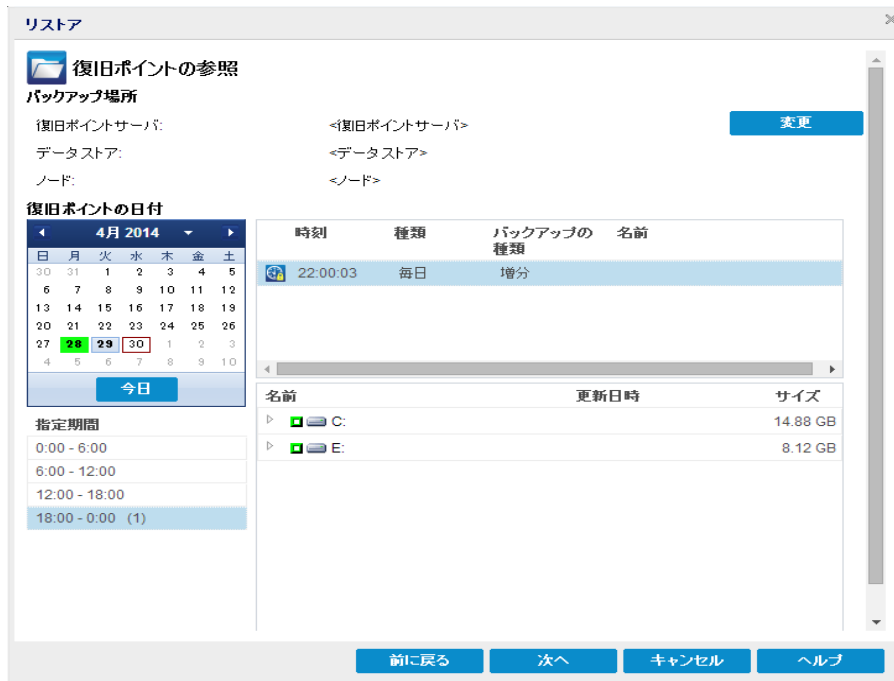 リストア
復旧ポイントの参照
バックアップ場所
復旧ポイントサーバ: <復旧ポイントサーバ> 変更
データストア: <データストア>
ノード: <ノード>
復旧ポイントの日付
4月 2014
日 月 火 水 木 金 土
30 31 1 2 3 4 5
6 7 8 9 10 11 12
13 14 15 16 17 18 19
20 21 22 23 24 25 26
27 28 29 30 1 2 3
4 5 6 7 8 9 10
今日
時刻 種類 バックアップの種類 名前
22:00:03 毎日 増分
指定期間
0:00 - 6:00
6:00 - 12:00
12:00 - 18:00
18:00 - 0:00 (1)
名前 更新日時 サイズ
C: 14.88 GB
E: 8.12 GB
前に戻る 次へ キャンセル ヘルプ